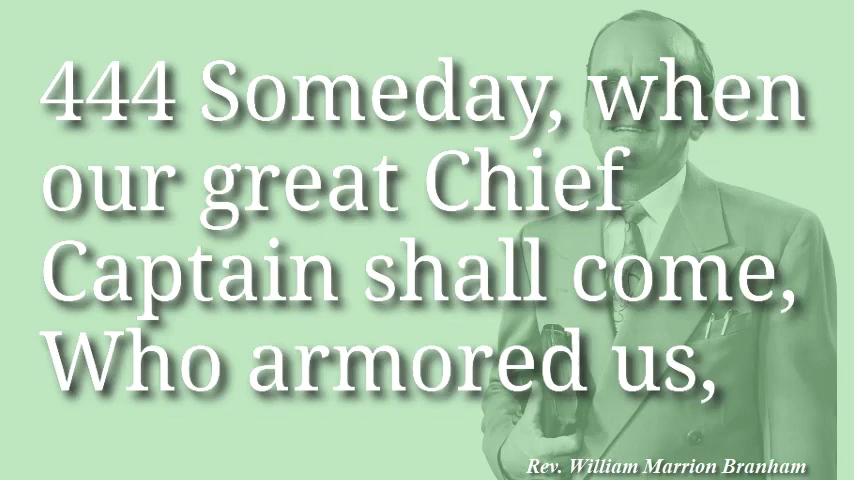 444 Someday, when
our great Chief
Captain shall come,
Who armored us,
Rev. William Marrion Branham